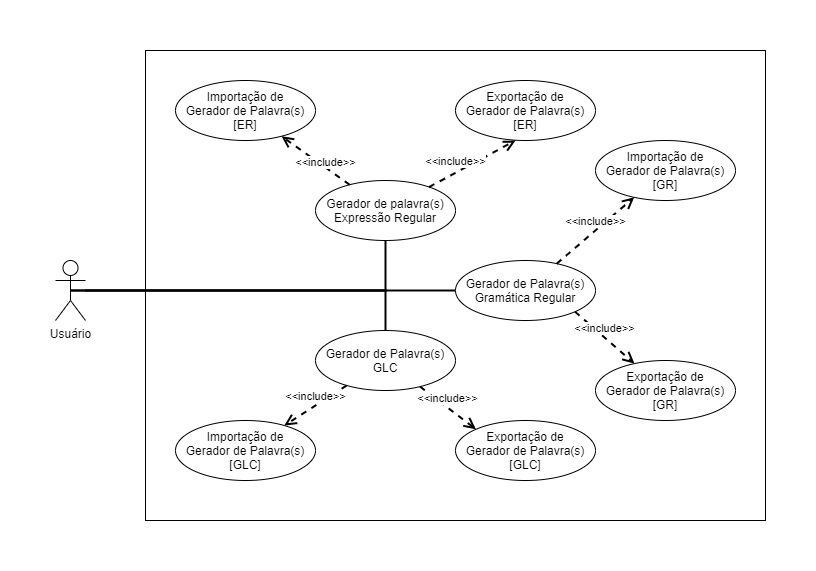 Importação de
Gerador de Palavra(s)
[ER]
Exportação de
Gerador de Palavra(s)
[ER]
<<include>>
<<include>>
Importação de
Gerador de Palavra(s)
[GR]
Gerador de palavra(s)
Expressão Regular
<<include>>
Gerador de Palavra(s)
Gramática Regular
Usuário
<<include>>
Gerador de Palavra(s)
GLC
Exportação de
Gerador de Palavra(s)
[GR]
<<include>>
<<include>>
Importação de
Gerador de Palavra(s)
[GLC]
Exportação de
Gerador de Palavra(s)
[GLC]